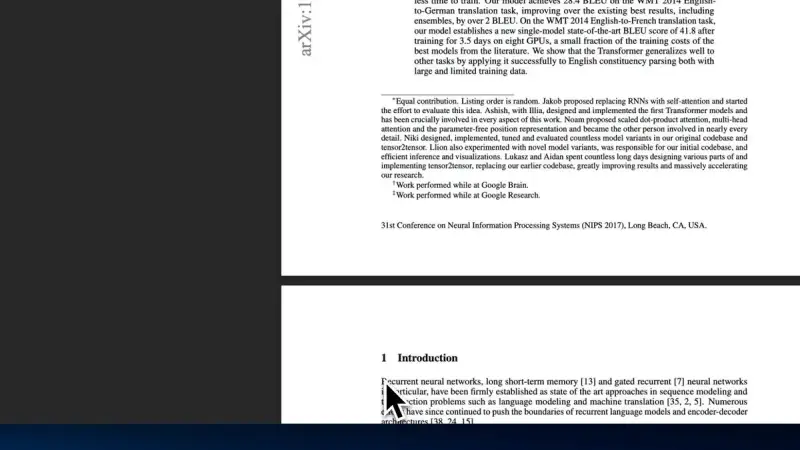 arXiv:1
less time to train. Our model achieves 28.4 BLEU on the WMT 2014 English-
to-German translation task, improving over the existing best results, including
ensembles, by over 2 BLEU. On the WMT 2014 English-to-French translation task,
our model establishes a new single-model state-of-the-art BLEU score of 41.8 after
training for 3.5 days on eight GPUs, a small fraction of the training costs of the
best models from the literature. We show that the Transformer generalizes well to
other tasks by applying it successfully to English constituency parsing both with
large and limited training data.
*Equal contribution. Listing order is random. Jakob proposed replacing RNNs with self-attention and started
the effort to evaluate this idea. Ashish, with Illia, designed and implemented the first Transformer models and
has been crucially involved in every aspect of this work. Noam proposed scaled dot-product attention, multi-head
attention and the parameter-free position representation and became the other person involved in nearly every
detail. Niki designed, implemented, tuned and evaluated countless model variants in our original codebase and
tensor2tensor. Llion also experimented with novel model variants, was responsible for our initial codebase, and
efficient inference and visualizations. Lukasz and Aidan spent countless long days designing various parts of and
implementing tensor2tensor, replacing our earlier codebase, greatly improving results and massively accelerating
our research.
†Work performed while at Google Brain.
‡Work performed while at Google Research.
31st Conference on Neural Information Processing Systems (NIPS 2017), Long Beach, CA, USA.
1 Introduction
Recurrent neural networks, long short-term memory [13] and gated recurrent [7] neural networks
particular, have been firmly established as state of the art approaches in sequence modeling and
problems such as language modeling and machine translation [35, 2, 5]. Numerous
have since continued to push the boundaries of recurrent language models and encoder-decoder
architectures [38, 24, 15]